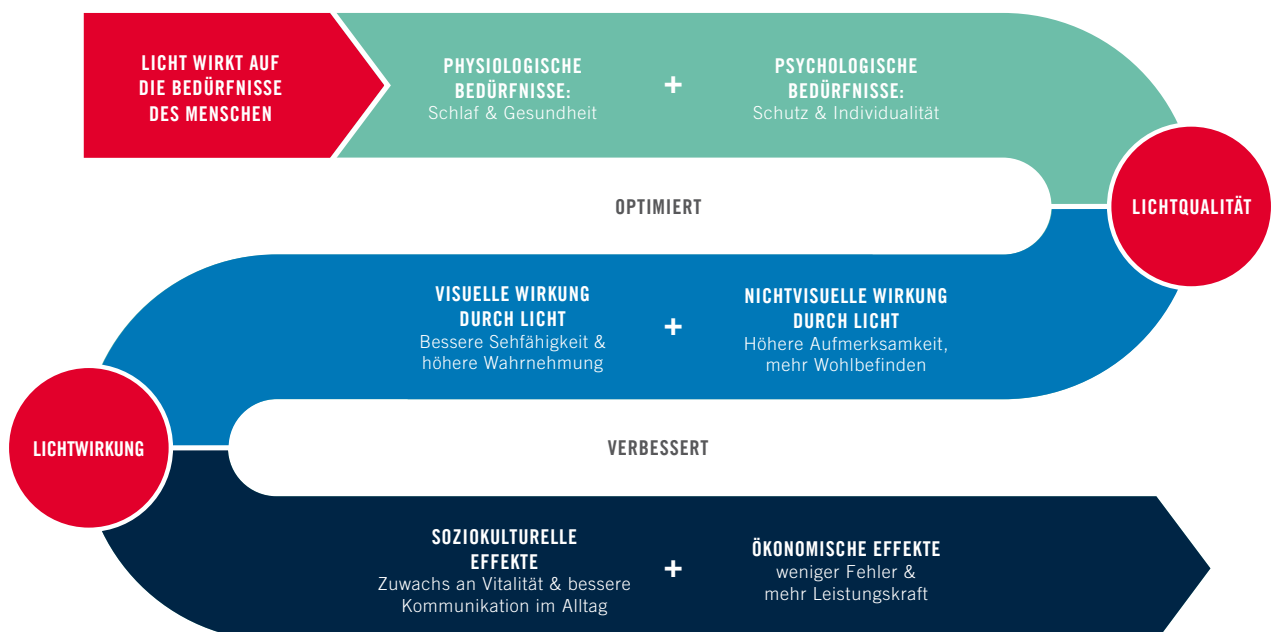 LICHT WIRKT AUF
DIE BEDÜRFNISSE
DES MENSCHEN
PHYSIOLOGISCHE
BEDÜRFNISSE:
Schlaf & Gesundheit
+
PSYCHOLOGISCHE
BEDÜRFNISSE:
Schutz & Individualität
LICHTQUALITÄT
OPTIMIERT
VISUELLE WIRKUNG
DURCH LICHT
Bessere Sehfähigkeit &
höhere Wahrnehmung
+
NICHTVISUELLE WIRKUNG
DURCH LICHT
Höhere Aufmerksamkeit,
mehr Wohlbefinden
LICHTWIRKUNG
VERBESSERT
SOZIOKULTURELLE
EFFEKTE
Zuwachs an Vitalität & bessere
Kommunikation im Alltag
+
ÖKONOMISCHE EFFEKTE
weniger Fehler &
mehr Leistungskraft